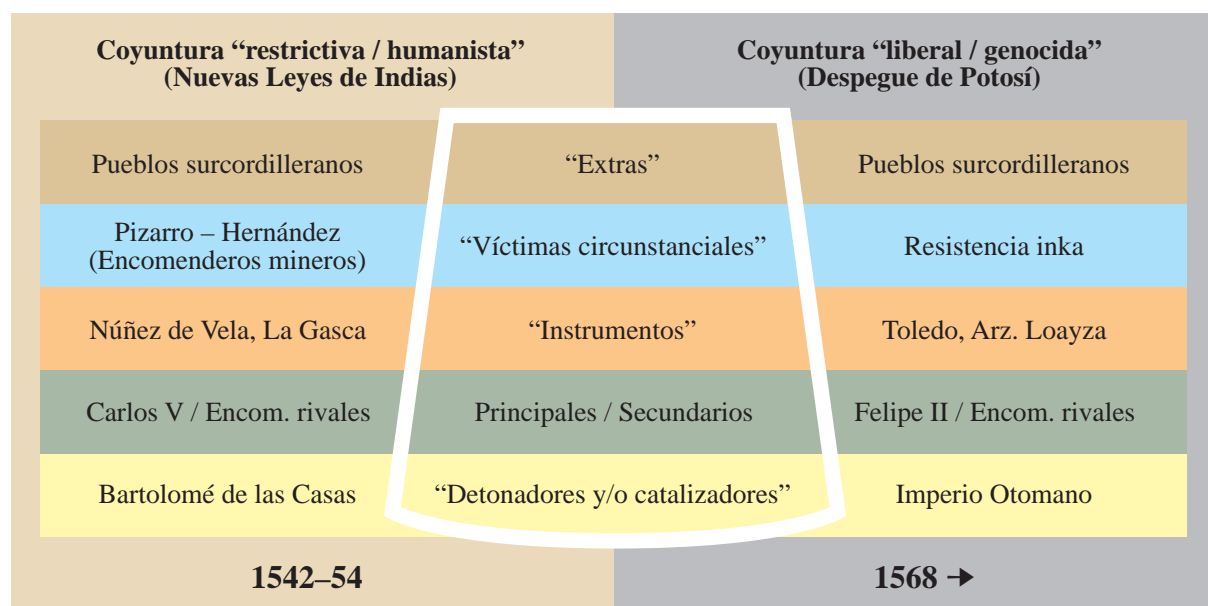 Coyuntura “restrictiva / humanista”
(Nuevas Leyes de Indias)
Coyuntura “liberal / genocida”
(Despegue de Potosí)
Pueblos surcordilleranos
“Extras”
Pueblos surcordilleranos
Pizarro – Hernández
(Encomenderos mineros)
“Víctimas circunstanciales”
Resistencia inka
Núñez de Vela, La Gasca
“Instrumentos”
Toledo, Arz. Loayza
Carlos V / Encom. rivales
Principales / Secundarios
Felipe II / Encom. rivales
Bartolomé de las Casas
“Detonadores y/o catalizadores”
Imperio Otomano
1542–54
1568 ➔